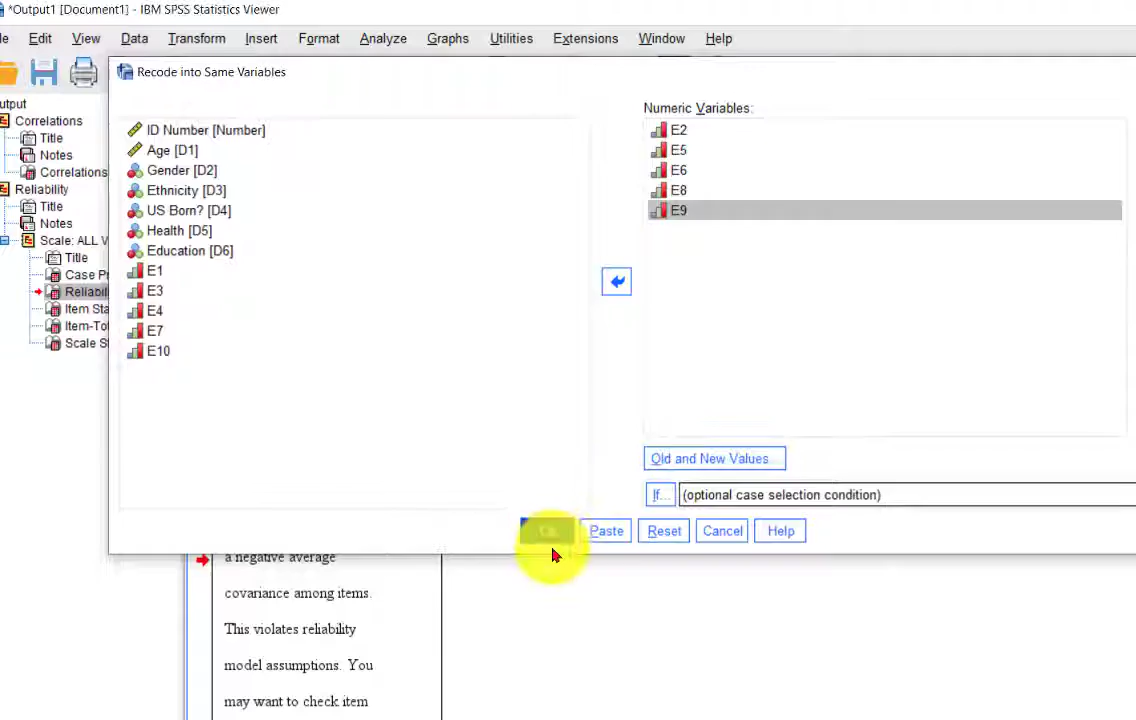 *Output1 [Document1] - IBM SPSS Statistics Viewer
le Edit View Data Transform Insert Format Analyze Graphs Utilities Extensions Window Help
Recode into Same Variables
utput
Correlations
Title
Notes
Correlations
Reliability
Title
Notes
Scale: ALL V
Title
Case Pr
Reliabil
Item Sta
Item-Tot
Scale S
ID Number [Number]
Age [D1]
Gender [D2]
Ethnicity [D3]
US Born? [D4]
Health [D5]
Education [D6]
E1
E3
E4
E7
E10
Numeric Variables:
E2
E5
E6
E8
E9
Old and New Values...
If... (optional case selection condition)
Paste Reset Cancel Help
a negative average
covariance among items.
This violates reliability
model assumptions. You
may want to check item